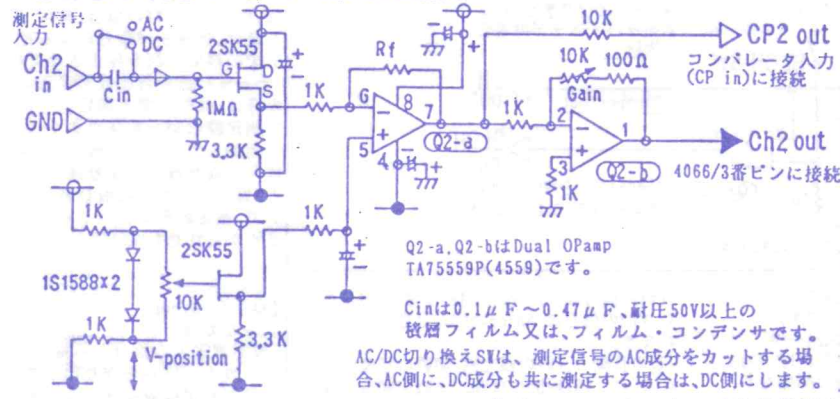 測定信号
入力
AC
DC
Ch2
in
Cin
GND
1MΩ
2SK55
G
D
S
3.3K
1K
Rf
6
5
7
8
4
Q2-a
10K
CP2 out
コンパレータ入力
(CP in)に接続
10K
100Ω
Gain
1K
2
3
1
Q2-b
1K
Ch2 out
4066/3番ピンに接続
1K
1S1588×2
10K
1K
V-position
2SK55
3.3K
1K
Q2-a,Q2-bはDual OPamp
TA75559P(4559)です。
Cinは0.1μF～0.47μF、耐圧50V以上の
積層フィルム又は、フィルム・コンデンサです。
AC/DC切り換えSWは、測定信号のAC成分をカットする場
合、AC側に、DC成分も共に測定する場合は、DC側にします。